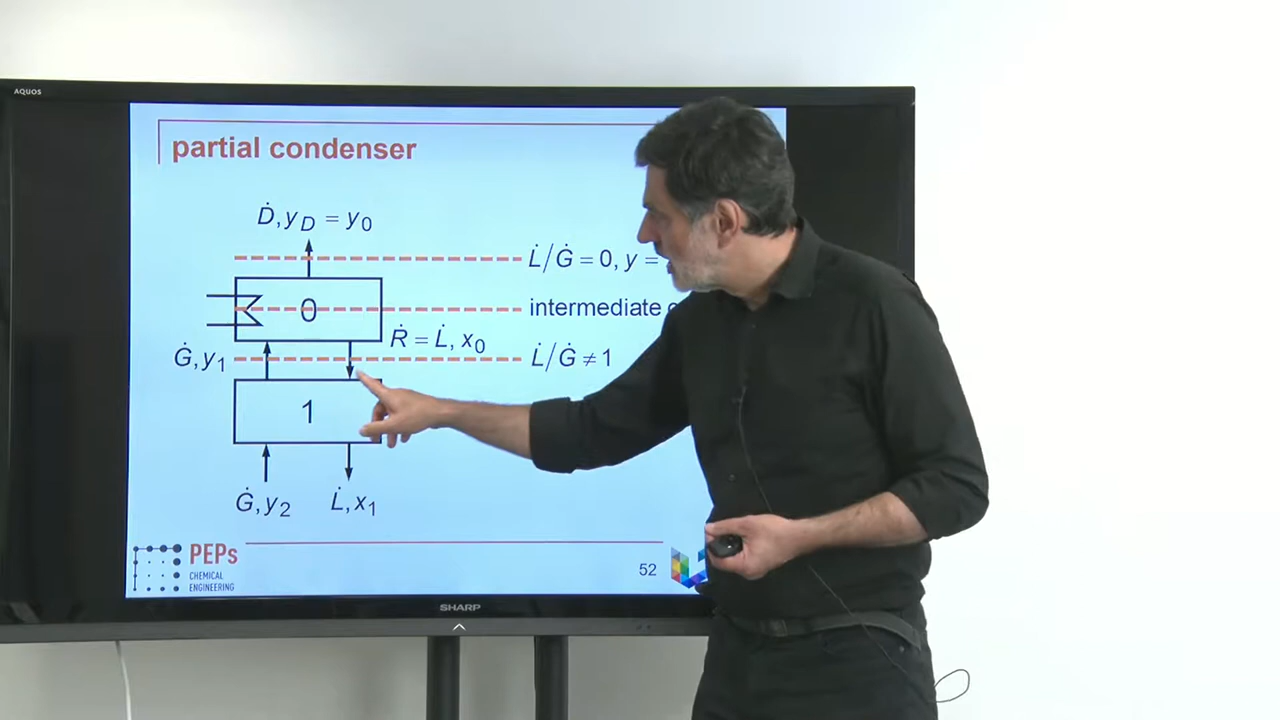 AQUOS
partial condenser
Ḋ, y_D = y_0
L̇/Ġ = 0, y =
0
intermediate
Ṙ = L̇, x_0
Ġ, y_1
L̇/Ġ ≠ 1
1
Ġ, y_2
L̇, x_1
PEPs
CHEMICAL
ENGINEERING
52
SHARP